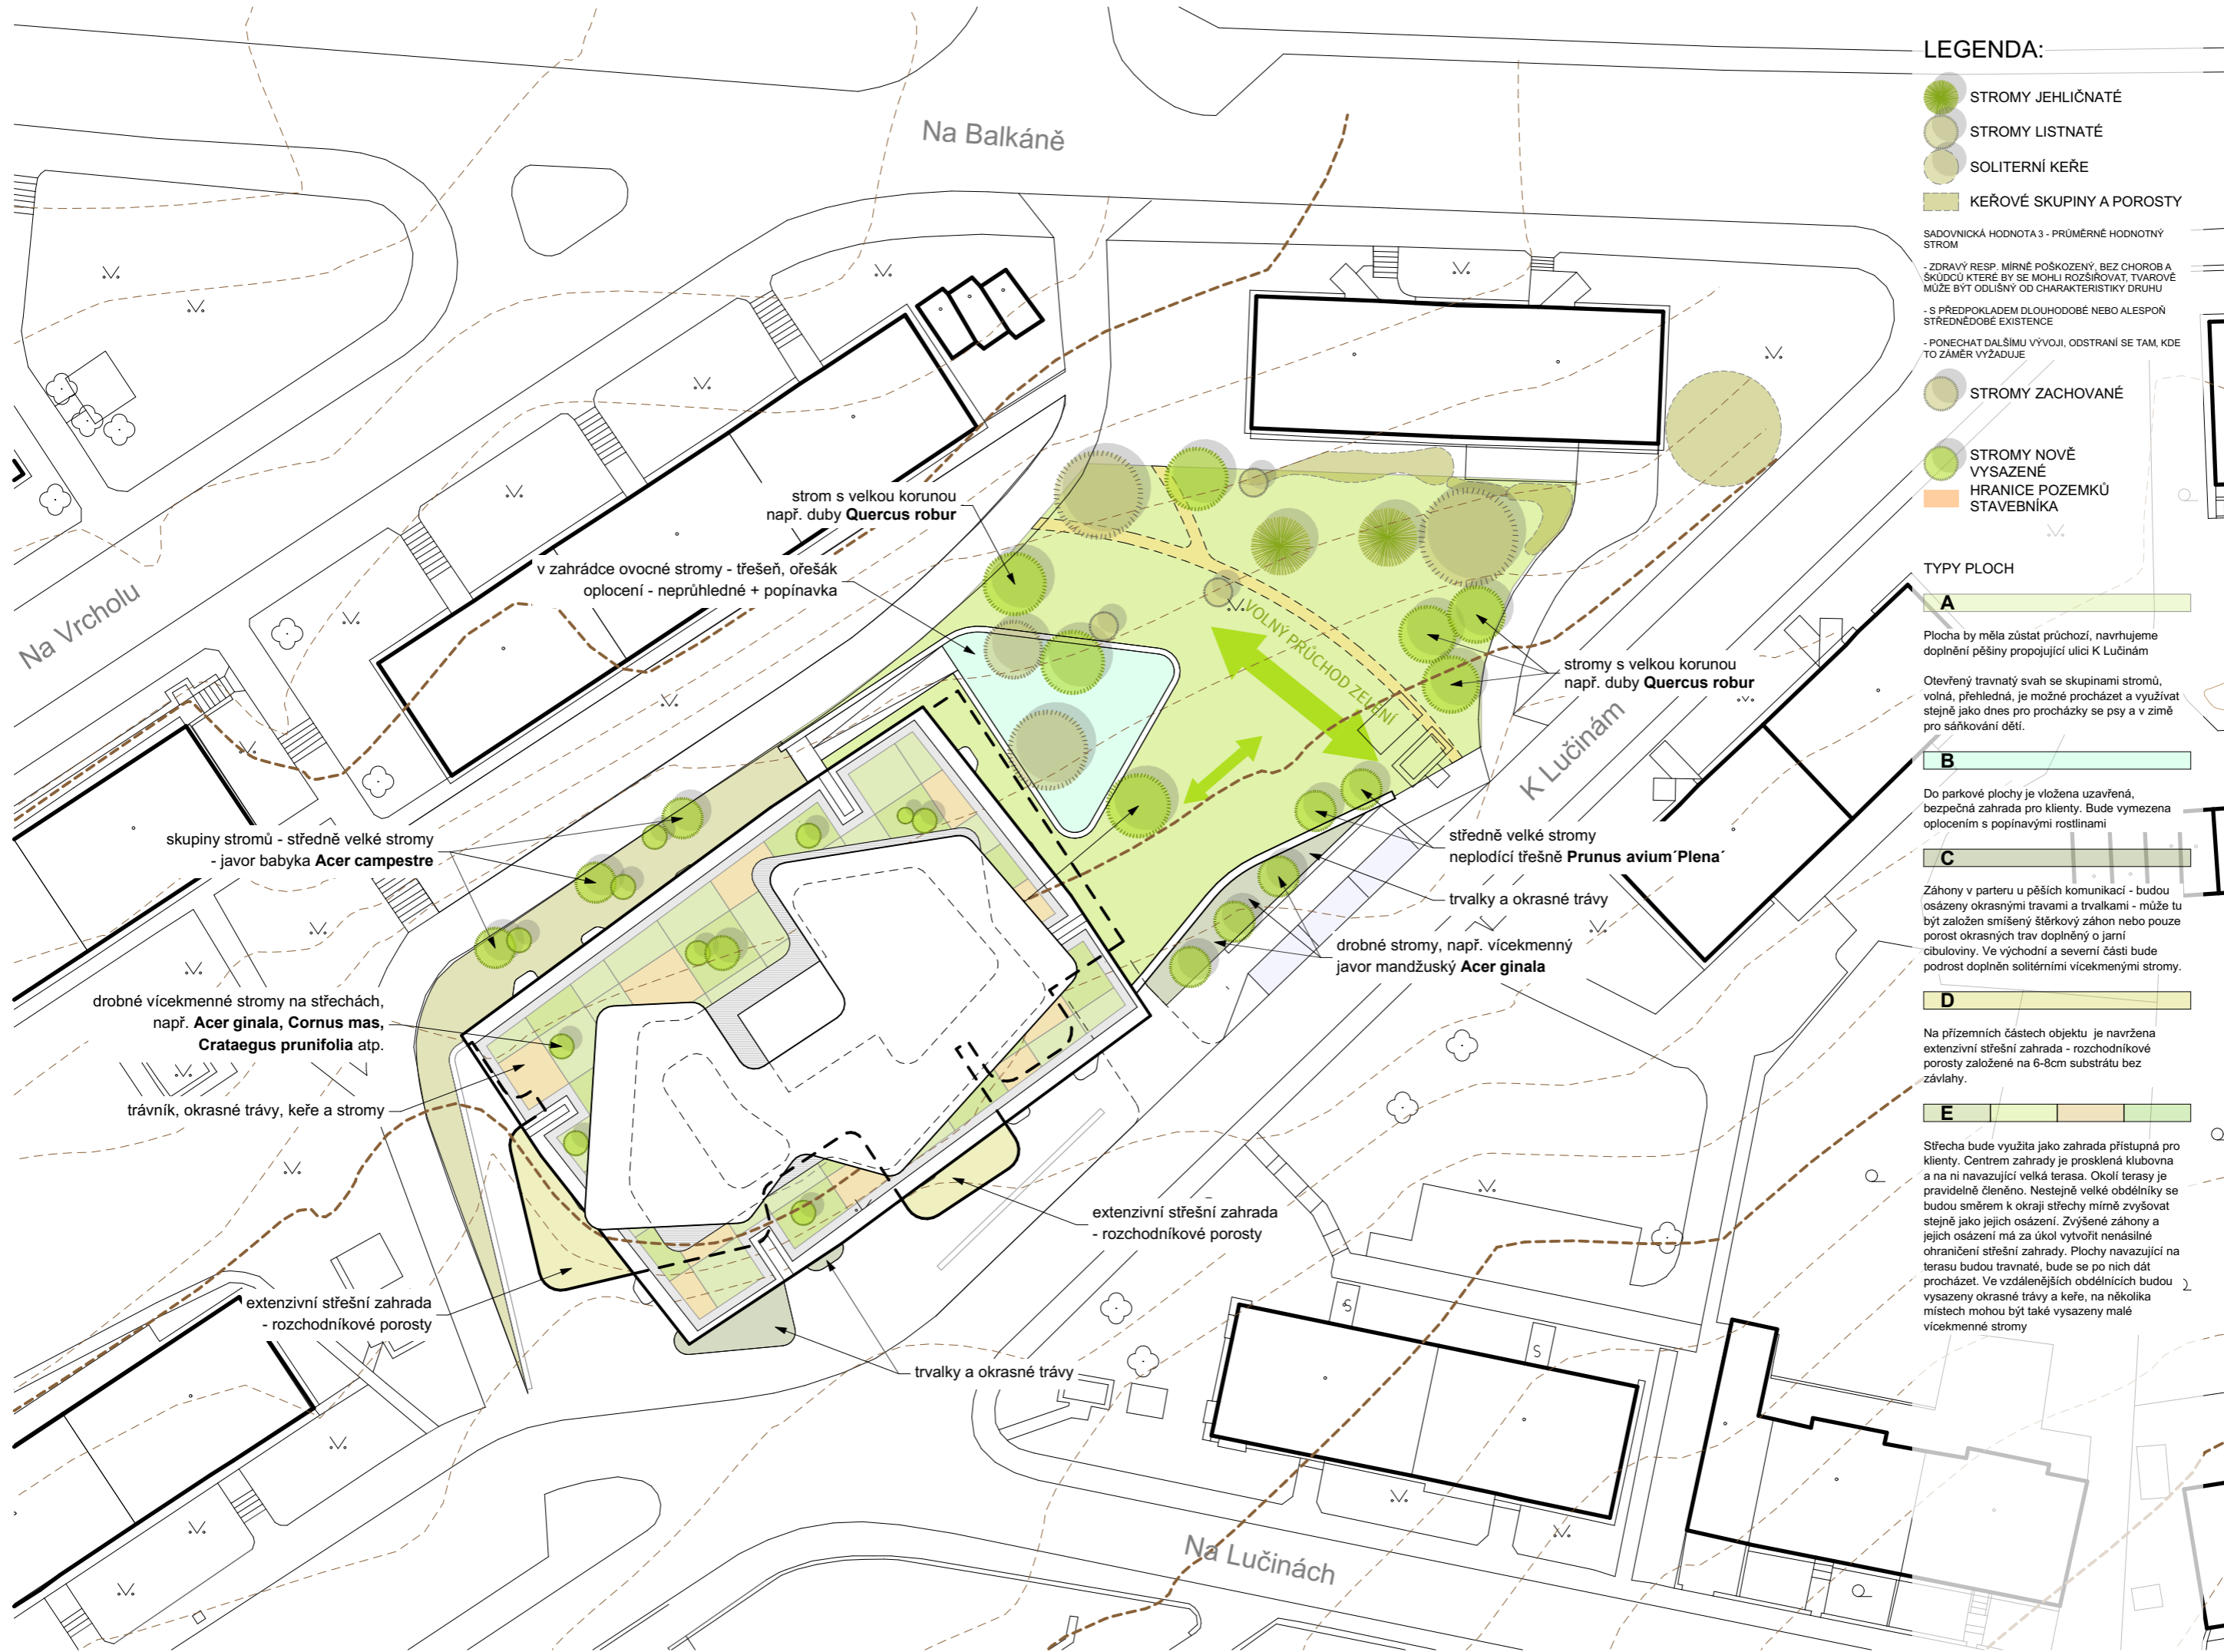 Na Balkáně
Na Vrcholu
K Lučinám
Na Lučinách
VOLNÝ PRŮCHOD ZELENÍ
strom s velkou korunou
např. duby Quercus robur
v zahrádce ovocné stromy - třešeň, ořešák
oplocení - neprůhledné + popínavka
skupiny stromů - středně velké stromy
- javor babyka Acer campestre
drobné vícekmenné stromy na střechách,
např. Acer ginala, Cornus mas,
Crataegus prunifolia atp.
trávník, okrasné trávy, keře a stromy
extenzivní střešní zahrada
- rozchodníkové porosty
stromy s velkou korunou
např. duby Quercus robur
středně velké stromy
neplodící třešně Prunus avium´Plena´
trvalky a okrasné trávy
drobné stromy, např. vícekmenný
javor mandžuský Acer ginala
extenzivní střešní zahrada
- rozchodníkové porosty
trvalky a okrasné trávy
S
S
LEGENDA:
STROMY JEHLIČNATÉ
STROMY LISTNATÉ
SOLITERNÍ KEŘE
KEŘOVÉ SKUPINY A POROSTY
SADOVNICKÁ HODNOTA 3 - PRŮMĚRNĚ HODNOTNÝ
STROM
- ZDRAVÝ RESP. MÍRNĚ POŠKOZENÝ, BEZ CHOROB A
ŠKŮDCŮ KTERÉ BY SE MOHLI ROZŠIŘOVAT, TVAROVĚ
MŮŽE BÝT ODLIŠNÝ OD CHARAKTERISTIKY DRUHU
- S PŘEDPOKLADEM DLOUHODOBÉ NEBO ALESPOŇ
STŘEDNĚDOBÉ EXISTENCE
- PONECHAT DALŠÍMU VÝVOJI, ODSTRANÍ SE TAM, KDE
TO ZÁMĚR VYŽADUJE
STROMY ZACHOVANÉ
STROMY NOVĚ
VYSAZENÉ
HRANICE POZEMKŮ
STAVEBNÍKA
TYPY PLOCH
A
Plocha by měla zůstat průchozí, navrhujeme
doplnění pěšiny propojující ulici K Lučinám
Otevřený travnatý svah se skupinami stromů,
volná, přehledná, je možné procházet a využívat
stejně jako dnes pro procházky se psy a v zimě
pro sáňkování dětí.
B
Do parkové plochy je vložena uzavřená,
bezpečná zahrada pro klienty. Bude vymezena
oplocením s popínavými rostlinami
C
Záhony v parteru u pěších komunikací - budou
osázeny okrasnými travami a trvalkami - může tu
být založen smíšený štěrkový záhon nebo pouze
porost okrasných trav doplněný o jarní
cibuloviny. Ve východní a severní části bude
podrost doplněn solitérními vícekmenými stromy.
D
Na přízemních částech objektu je navržena
extenzivní střešní zahrada - rozchodníkové
porosty založené na 6-8cm substrátu bez
závlahy.
E
Střecha bude využita jako zahrada přístupná pro
klienty. Centrem zahrady je prosklená klubovna
a na ni navazující velká terasa. Okolí terasy je
pravidelně členěno. Nestejně velké obdélníky se
budou směrem k okraji střechy mírně zvyšovat
stejně jako jejich osázení. Zvýšené záhony a
jejich osázení má za úkol vytvořit nenásilné
ohraničení střešní zahrady. Plochy navazující na
terasu budou travnaté, bude se po nich dát
procházet. Ve vzdálenějších obdélnících budou
vysazeny okrasné trávy a keře, na několika
místech mohou být také vysazeny malé
vícekmenné stromy